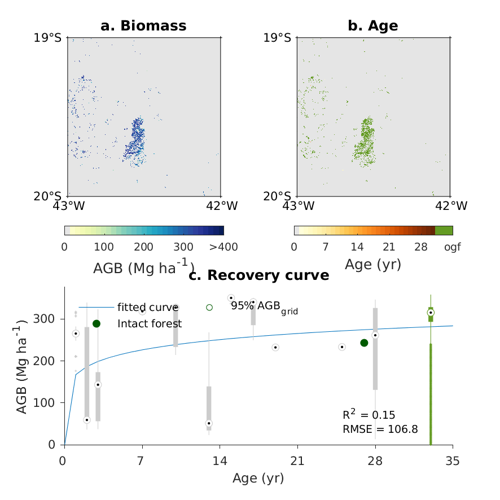 a. Biomass
b. Age
19°S
19°S
20°S
20°S
43°W
42°W
43°W
42°W
0 100 200 300 >400
0 7 14 21 28 ogf
AGB (Mg ha⁻¹)
Age (yr)
c. Recovery curve
fitted curve
95% AGB_grid
Intact forest
300
200
100
0
AGB (Mg ha⁻¹)
R² = 0.15
RMSE = 106.8
0 7 14 21 28 35
Age (yr)